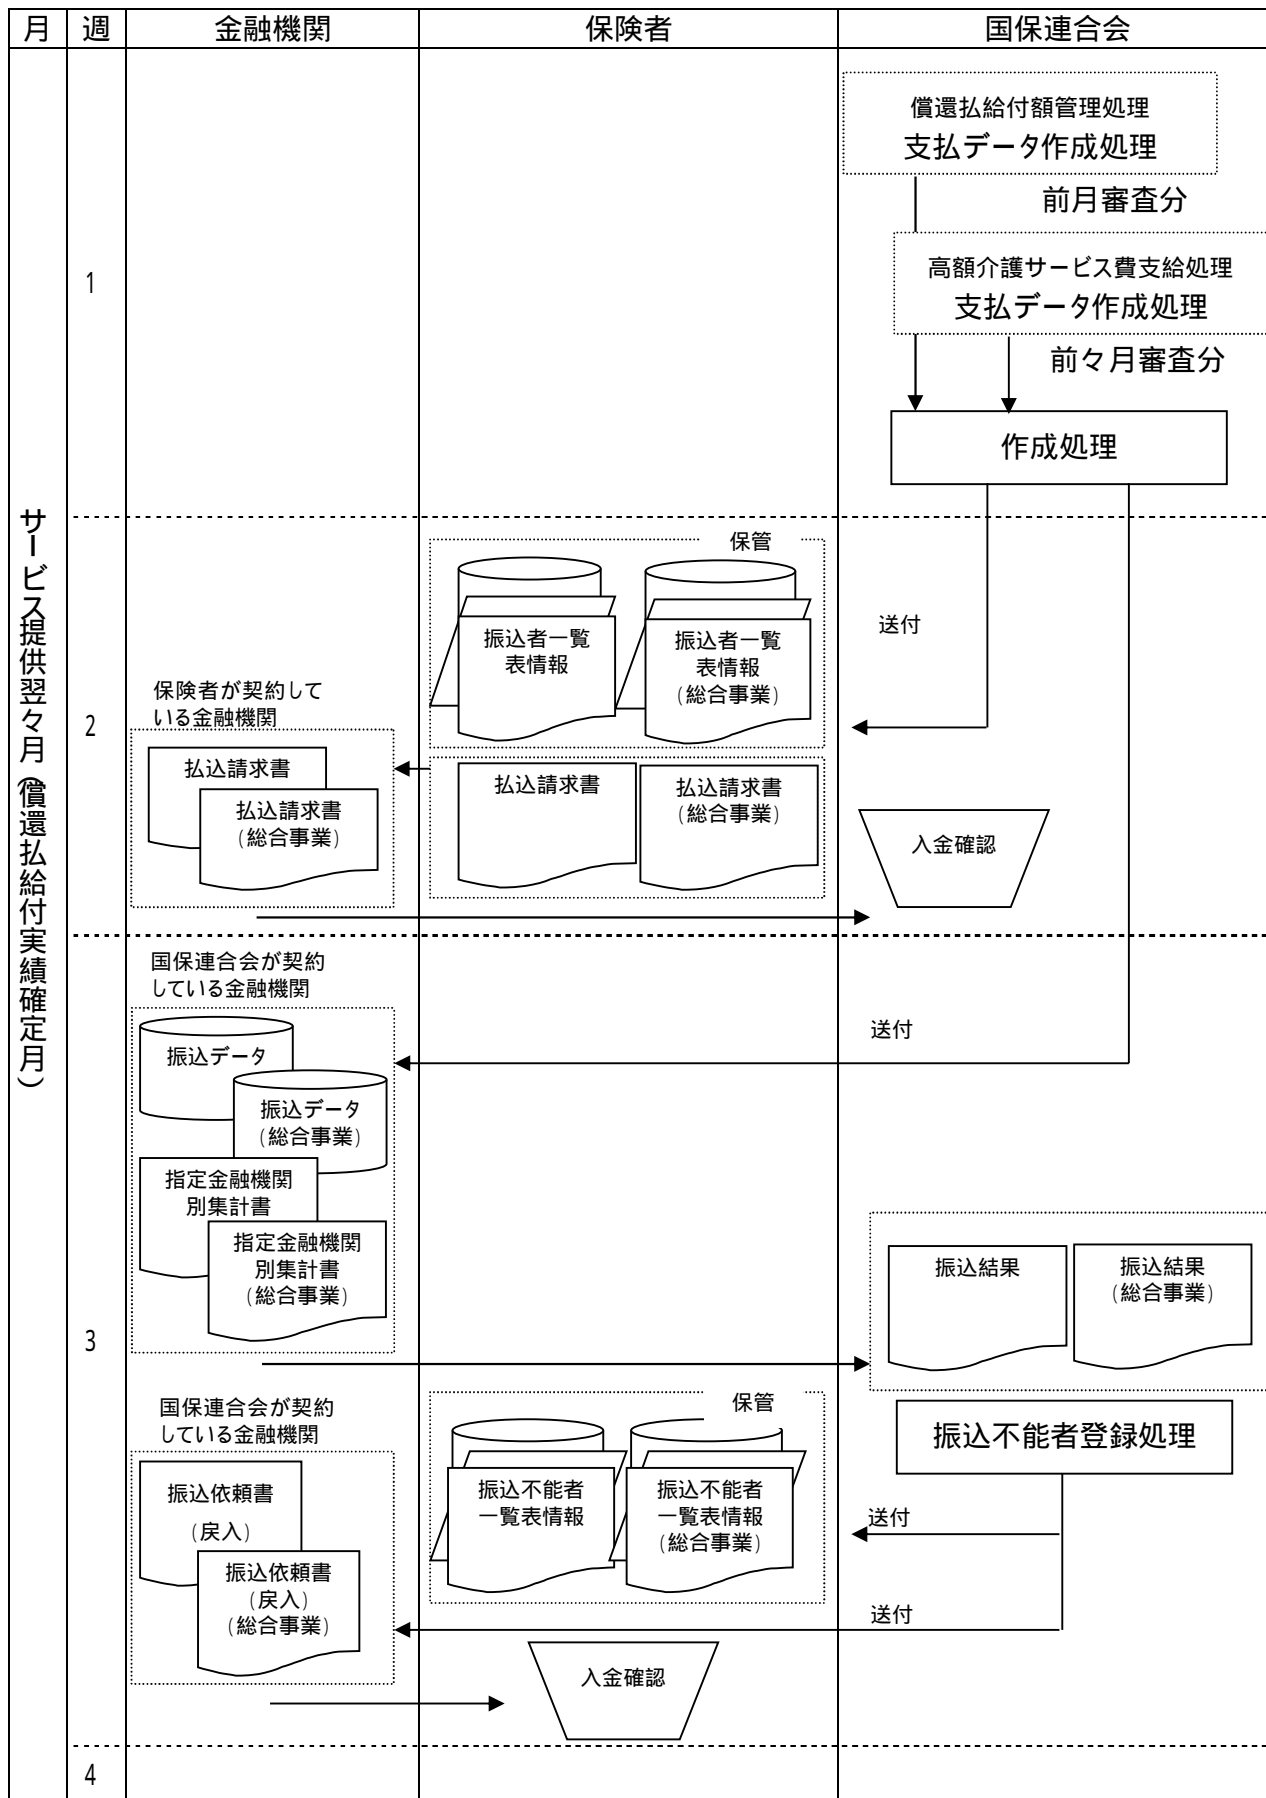 月
週
金融機関
保険者
国保連合会
サービス提供翌々月(償還払給付実績確定月)
1
償還払給付額管理処理
支払データ作成処理
前月審査分
高額介護サービス費支給処理
支払データ作成処理
前々月審査分
作成処理
2
保険者が契約して
いる金融機関
払込請求書
払込請求書
(総合事業)
保管
振込者一覧
表情報
振込者一覧
表情報
(総合事業)
払込請求書
払込請求書
(総合事業)
送付
入金確認
3
国保連合会が契約
している金融機関
振込データ
振込データ
(総合事業)
指定金融機関
別集計書
指定金融機関
別集計書
(総合事業)
送付
振込結果
振込結果
(総合事業)
国保連合会が契約
している金融機関
振込依頼書
(戻入)
振込依頼書
(戻入)
(総合事業)
保管
振込不能者
一覧表情報
振込不能者
一覧表情報
(総合事業)
振込不能者登録処理
送付
送付
入金確認
4